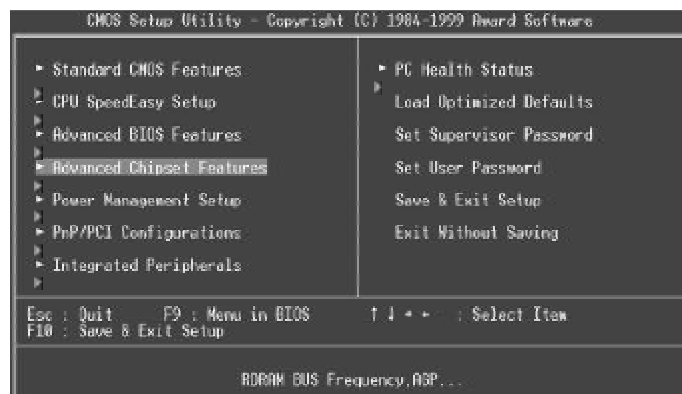 CMOS Setup Utility - Copyright (C) 1984-1999 Award Software
Standard CMOS Features
CPU SpeedEasy Setup
Advanced BIOS Features
Advanced Chipset Features
Power Management Setup
PnP/PCI Configurations
Integrated Peripherals
PC Health Status
Load Optimized Defaults
Set Supervisor Password
Set User Password
Save & Exit Setup
Exit Without Saving
Esc : Quit F9 : Menu in BIOS ↑ ↓ → ← : Select Item
F10 : Save & Exit Setup
RDRAM BUS Frequency,AGP...